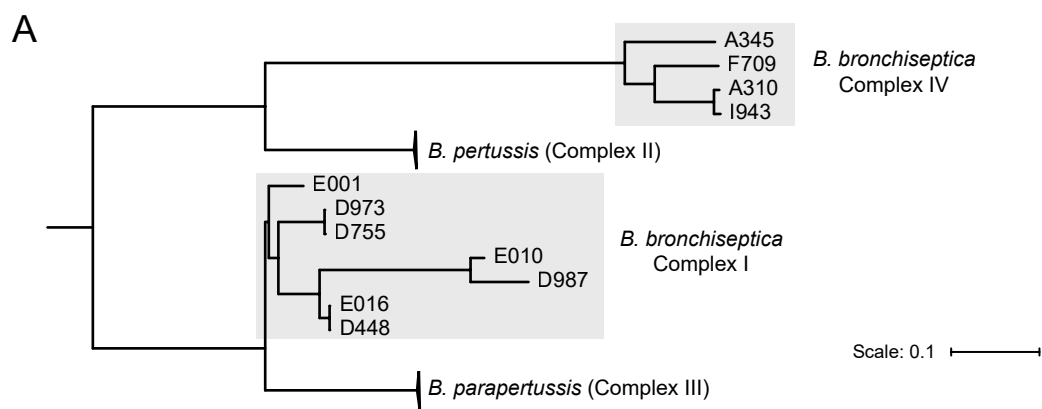 A
A345
F709
A310
I943
B. bronchiseptica
Complex IV
B. pertussis (Complex II)
E001
D973
D755
E010
D987
E016
D448
B. bronchiseptica
Complex I
Scale: 0.1
B. parapertussis (Complex III)